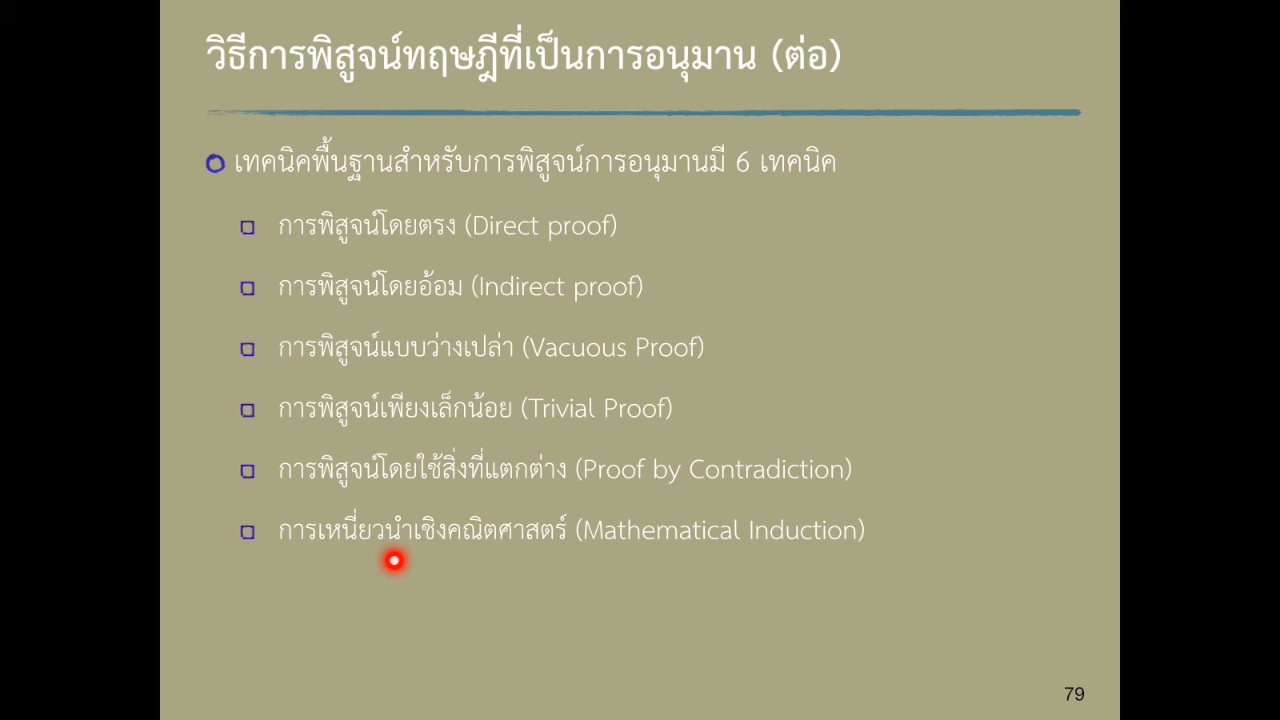 วิธีการพิสูจน์ทฤษฎีที่เป็นการอนุมาน (ต่อ)
เทคนิคพื้นฐานสำหรับการพิสูจน์การอนุมานมี 6 เทคนิค
การพิสูจน์โดยตรง (Direct proof)
การพิสูจน์โดยอ้อม (Indirect proof)
การพิสูจน์แบบว่างเปล่า (Vacuous Proof)
การพิสูจน์เพียงเล็กน้อย (Trivial Proof)
การพิสูจน์โดยใช้สิ่งที่แตกต่าง (Proof by Contradiction)
การเหนี่ยวนำเชิงคณิตศาสตร์ (Mathematical Induction)
79